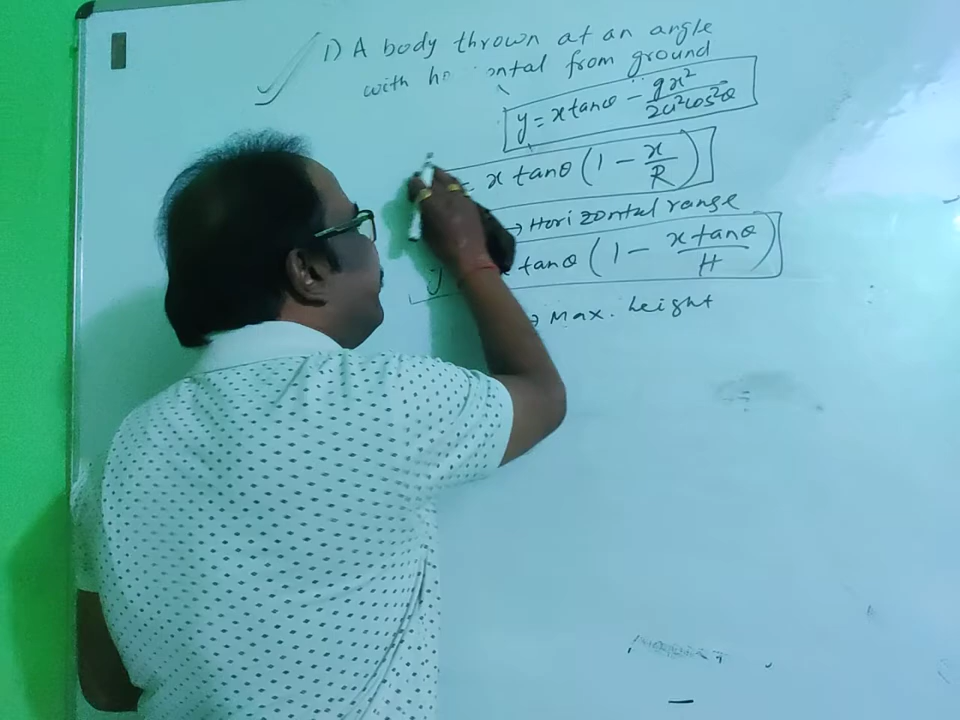 1) A body thrown at an angle
with ho ontal from ground
y = x tanθ - gx²/2u²cos²θ
= x tanθ (1 - x/R)
→ Horizontal range
y tanθ (1 - x tanθ/H)
→ Max. height